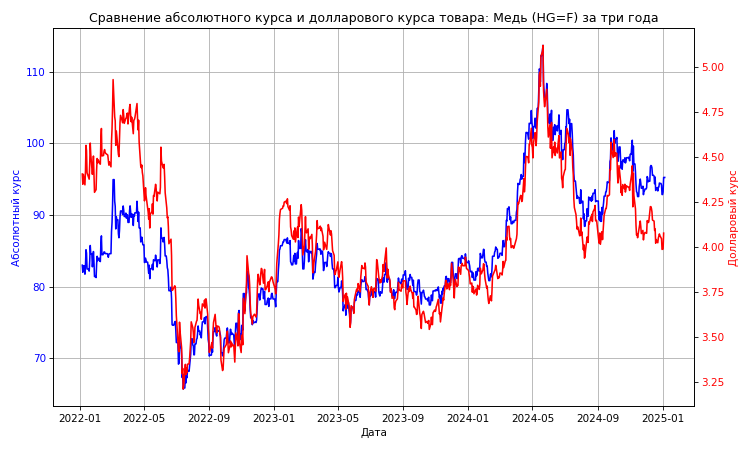 Сравнение абсолютного курса и долларового курса товара: Медь (HG=F) за три года
Абсолютный курс
110
100
90
80
70
Долларовый курс
5.00
4.75
4.50
4.25
4.00
3.75
3.50
3.25
2022-01 2022-05 2022-09 2023-01 2023-05 2023-09 2024-01 2024-05 2024-09 2025-01
Дата